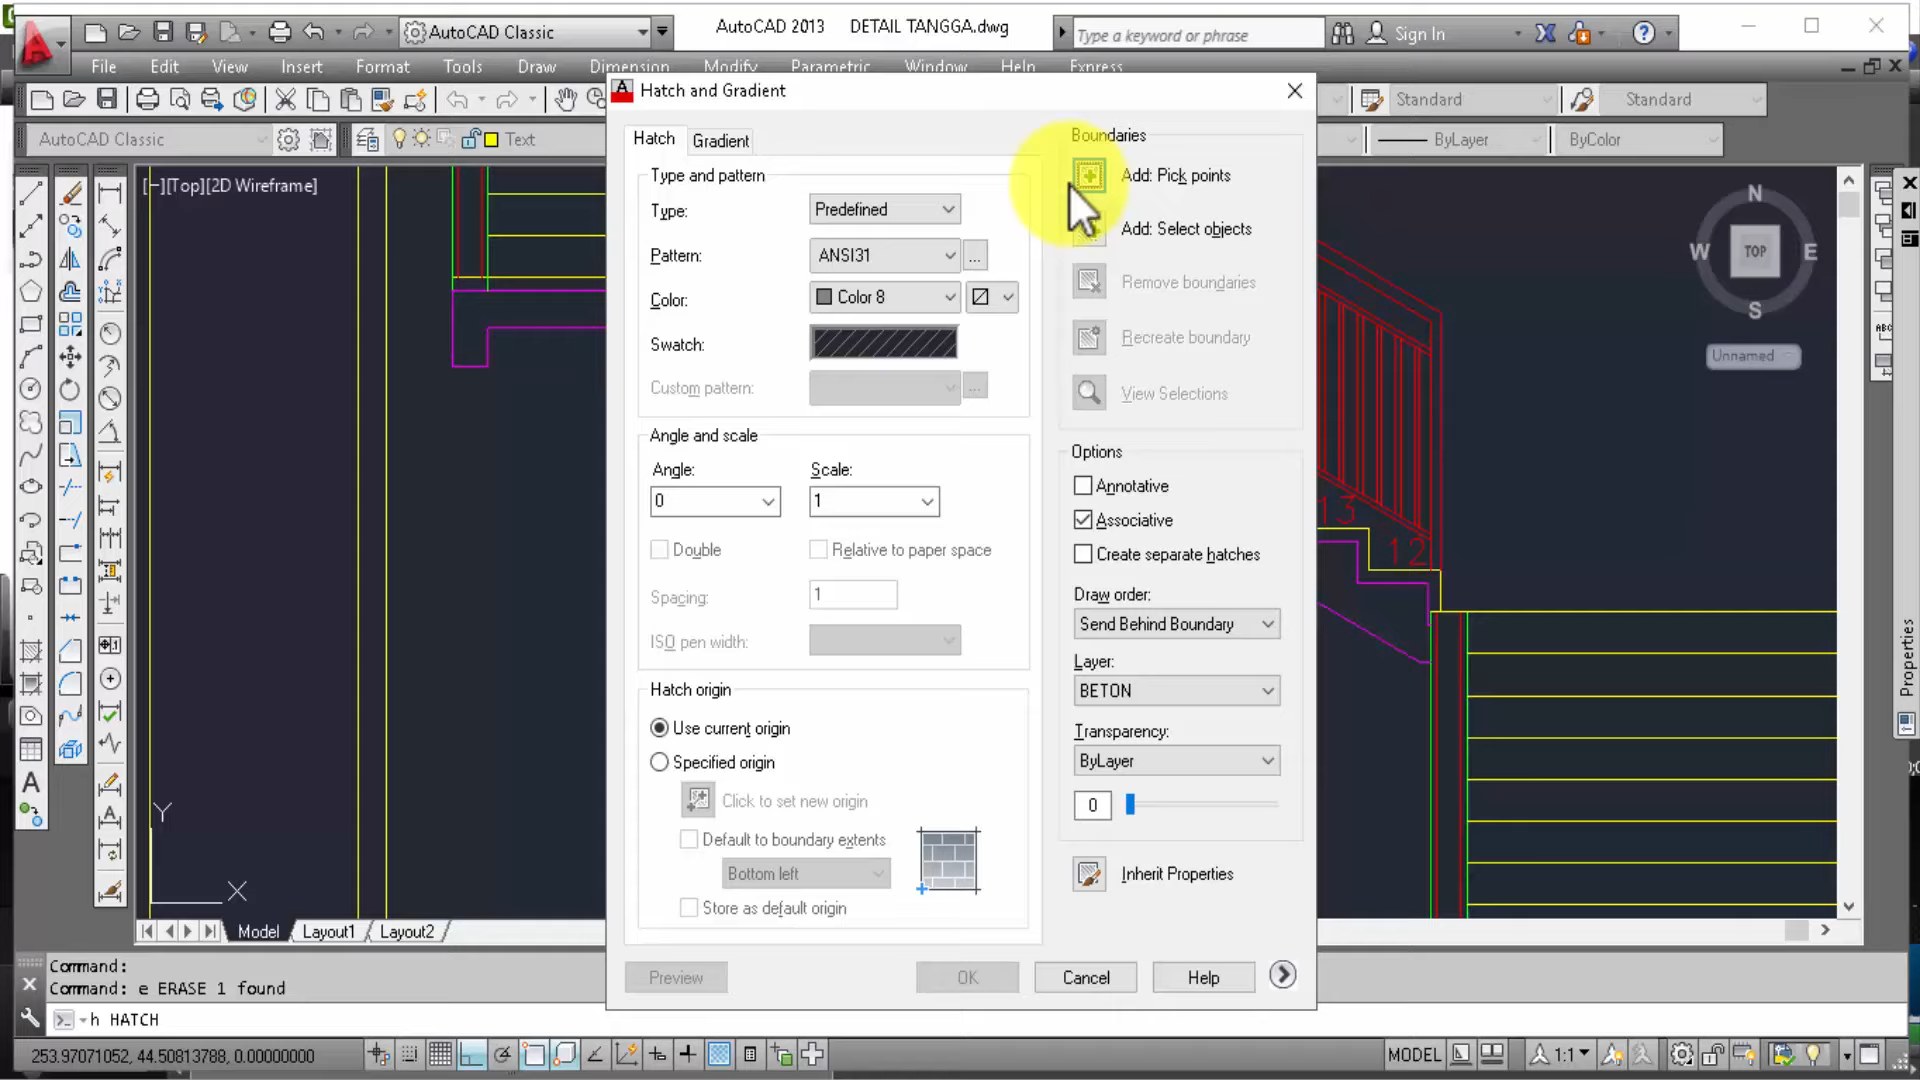 AutoCAD Classic
AutoCAD 2013 DETAIL TANGGA.dwg
Type a keyword or phrase
Sign In
File Edit View Insert Format Tools Draw Dimension Modify Parametric Window Help Express
Hatch and Gradient
Standard
Standard
AutoCAD Classic
Text
ByLayer
ByColor
[–][Top][2D Wireframe]
Hatch
Gradient
Type and pattern
Type:
Predefined
Pattern:
ANSI31
...
Color:
Color 8
Swatch:
Custom pattern:
...
Angle and scale
Angle:
Scale:
0
1
Double
Relative to paper space
Spacing:
1
ISO pen width:
Hatch origin
Use current origin
Specified origin
Click to set new origin
Default to boundary extents
Bottom left
Store as default origin
Boundaries
Add: Pick points
Add: Select objects
Remove boundaries
Recreate boundary
View Selections
Options
Annotative
Associative
Create separate hatches
Draw order:
Send Behind Boundary
Layer:
BETON
Transparency:
ByLayer
0
Inherit Properties
Preview
OK
Cancel
Help
N
W
TOP
E
S
Unnamed
ABC
13
12
Properties
Y
X
A
A
Model
Layout1
Layout2
Command:
Command: e ERASE 1 found
h HATCH
253.97071052, 44.50813788, 0.00000000
MODEL
1:1